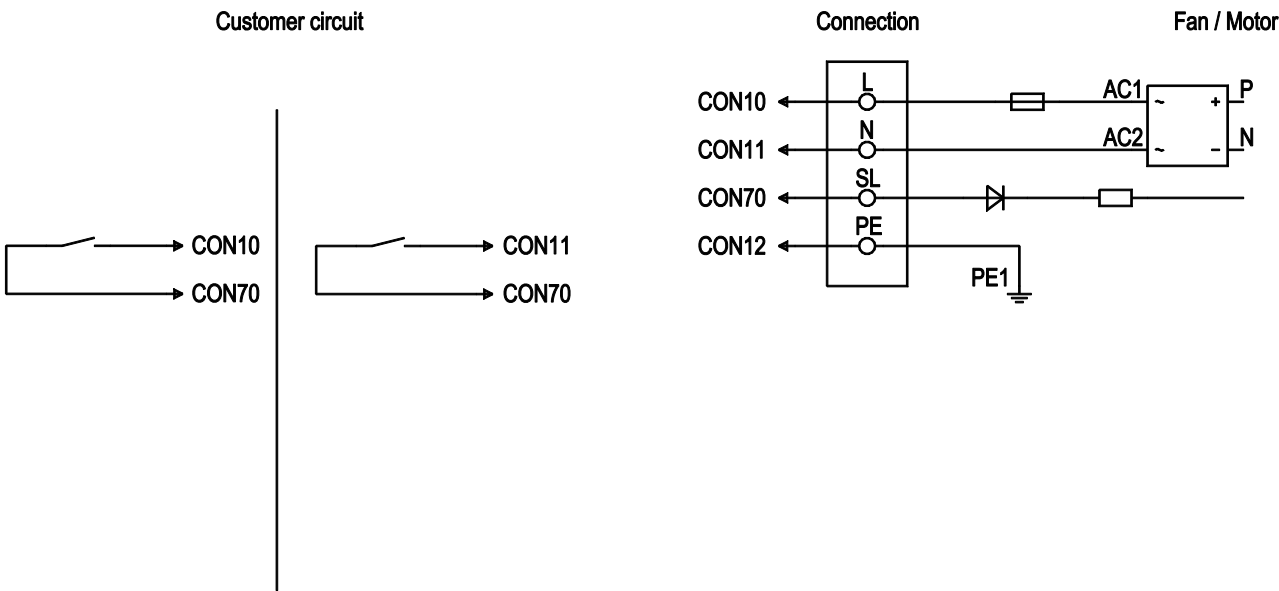 Customer circuit
Connection
Fan / Motor
CON10
L
AC1
~
+
P
CON11
N
AC2
~
−
N
CON70
SL
CON12
PE
PE1
CON10
CON70
CON11
CON70